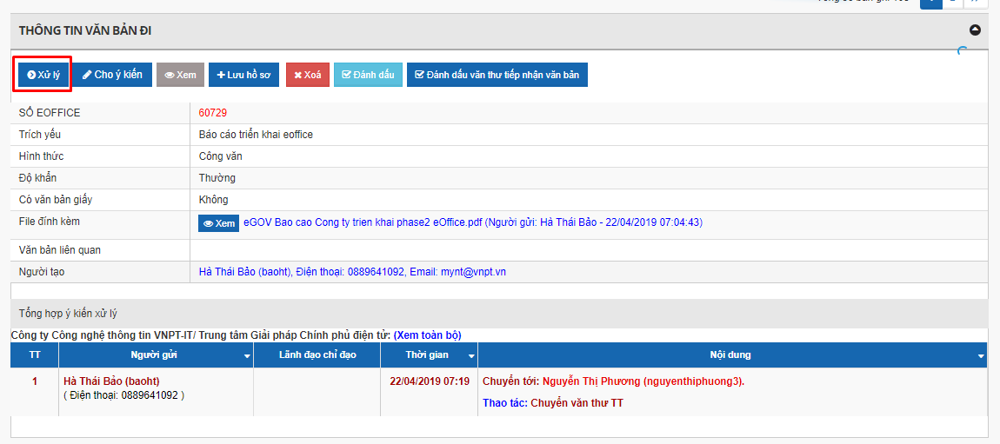 THÔNG TIN VĂN BẢN ĐI
Xử lý Cho ý kiến Xem Lưu hồ sơ Xoá Đánh dấu Đánh dấu văn thư tiếp nhận văn bản
SỐ EOFFICE 60729
Trích yếu Báo cáo triển khai eoffice
Hình thức Công văn
Độ khẩn Thường
Có văn bản giấy Không
File đính kèm Xem eGOV Bao cao Cong ty trien khai phase2 eOffice.pdf (Người gửi: Hà Thái Bảo - 22/04/2019 07:04:43)
Văn bản liên quan
Người tạo Hà Thái Bảo (baoht), Điện thoại: 0889641092, Email: mynt@vnpt.vn
Tổng hợp ý kiến xử lý
Công ty Công nghệ thông tin VNPT-IT/ Trung tâm Giải pháp Chính phủ điện tử: (Xem toàn bộ)
TT Người gửi Lãnh đạo chỉ đạo Thời gian Nội dung
1 Hà Thái Bảo (baoht) 22/04/2019 07:19 Chuyển tới: Nguyễn Thị Phương (nguyenthiphuong3).
( Điện thoại: 0889641092 )
Thao tác: Chuyển văn thư TT